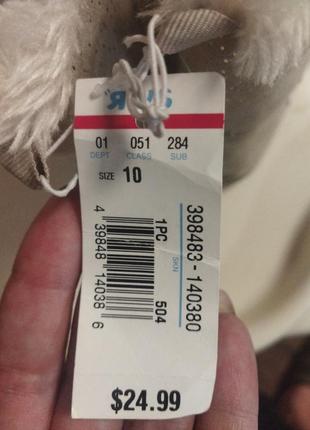 01 051 284
DEPT CLASS SUB
SIZE 10
398483-140380
SKN
1PC 504
4 39848 14038 6
$24.99